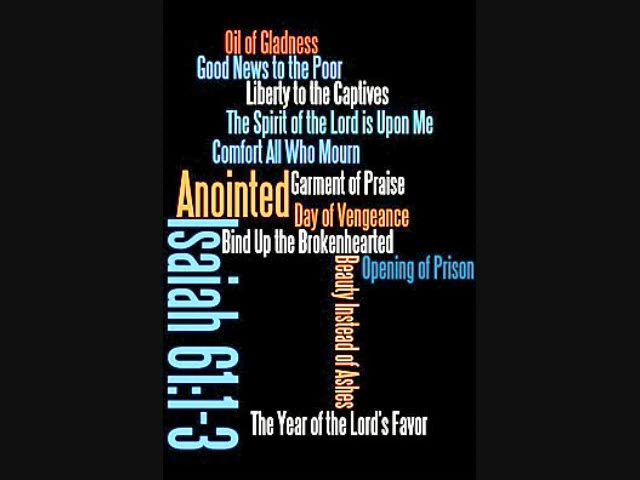 Oil of Gladness
Good News to the Poor
Liberty to the Captives
The Spirit of the Lord is Upon Me
Comfort All Who Mourn
Anointed
Garment of Praise
Day of Vengeance
Isaiah 61:1-3
Bind Up the Brokenhearted
Beauty Instead of Ashes
Opening of Prison
The Year of the Lord's Favor